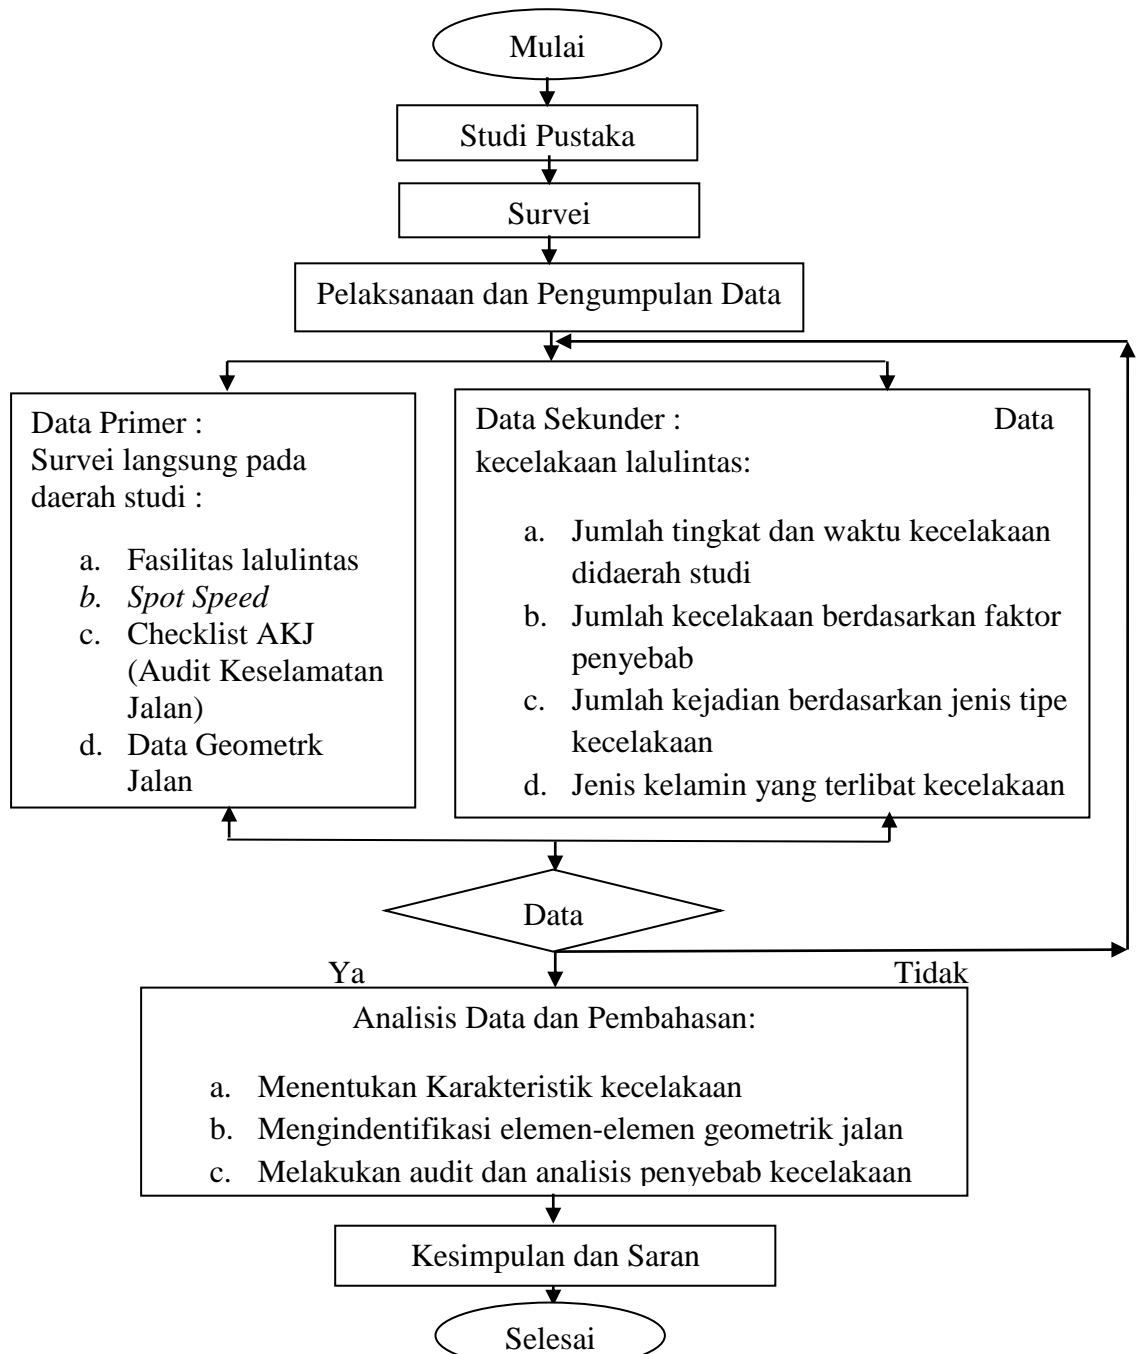 Mulai
Studi Pustaka
Survei
Pelaksanaan dan Pengumpulan Data
Data Primer :
Survei langsung pada
daerah studi :
a. Fasilitas lalulintas
b. Spot Speed
c. Checklist AKJ
(Audit Keselamatan
Jalan)
d. Data Geometrk
Jalan
Data Sekunder : Data
kecelakaan lalulintas:
a. Jumlah tingkat dan waktu kecelakaan
didaerah studi
b. Jumlah kecelakaan berdasarkan faktor
penyebab
c. Jumlah kejadian berdasarkan jenis tipe
kecelakaan
d. Jenis kelamin yang terlibat kecelakaan
Data
Ya
Tidak
Analisis Data dan Pembahasan:
a. Menentukan Karakteristik kecelakaan
b. Mengindentifikasi elemen-elemen geometrik jalan
c. Melakukan audit dan analisis penyebab kecelakaan
Kesimpulan dan Saran
Selesai